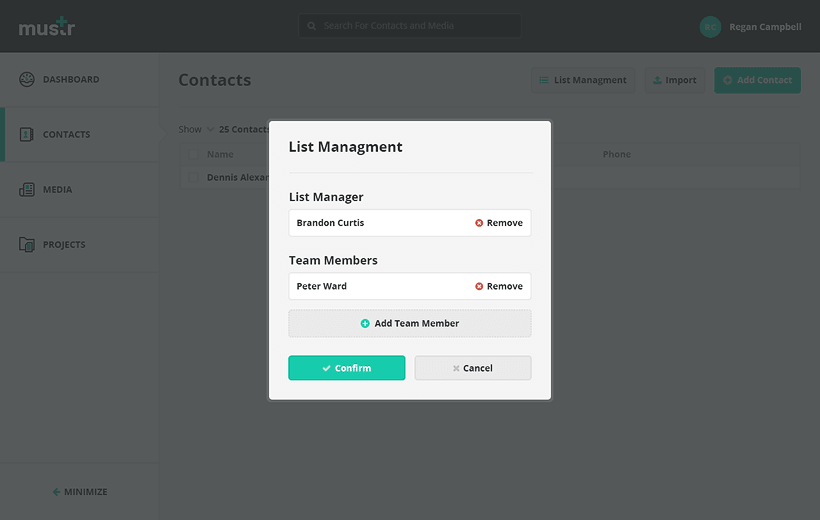 mustr
Search For Contacts and Media
RC
Regan Campbell
DASHBOARD
CONTACTS
MEDIA
PROJECTS
MINIMIZE
Contacts
List Managment
Import
Add Contact
Show 25 Contacts
Name
Phone
Dennis Alexan
List Managment
List Manager
Brandon Curtis Remove
Team Members
Peter Ward Remove
Add Team Member
Confirm Cancel